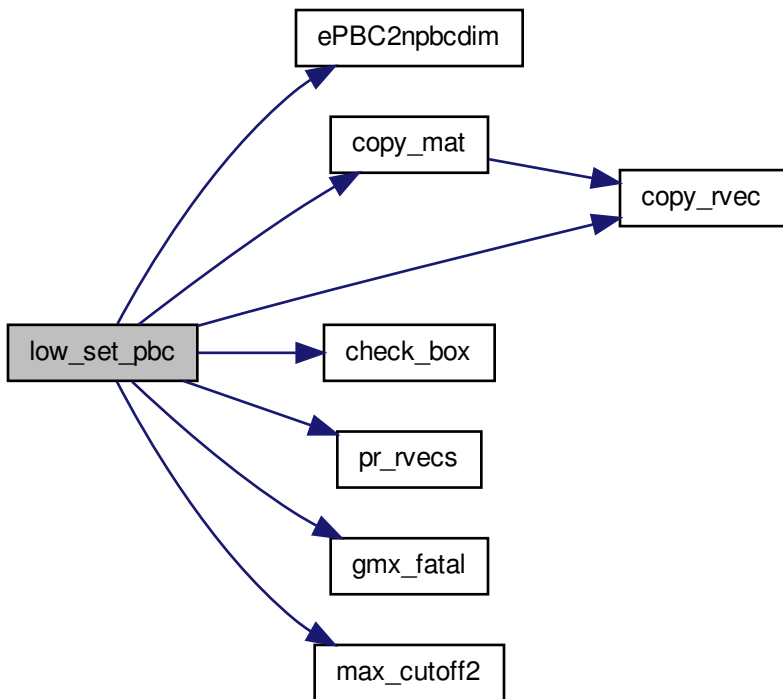 ePBC2npbcdim
copy_mat
copy_rvec
low_set_pbc
check_box
pr_rvecs
gmx_fatal
max_cutoff2